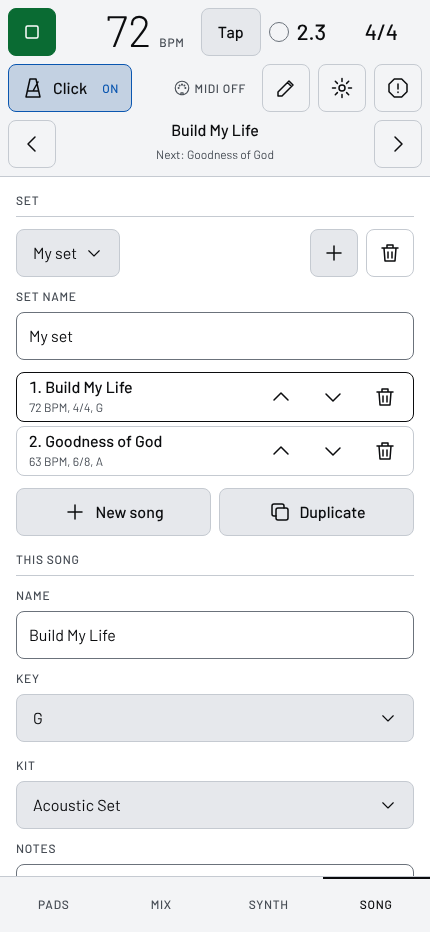 72 BPM Tap 2.3 4/4
Click ON MIDI OFF
Build My Life
Next: Goodness of God
SET
My set
SET NAME
My set
1. Build My Life
72 BPM, 4/4, G
2. Goodness of God
63 BPM, 6/8, A
New song Duplicate
THIS SONG
NAME
Build My Life
KEY
G
KIT
Acoustic Set
NOTES
PADS MIX SYNTH SONG